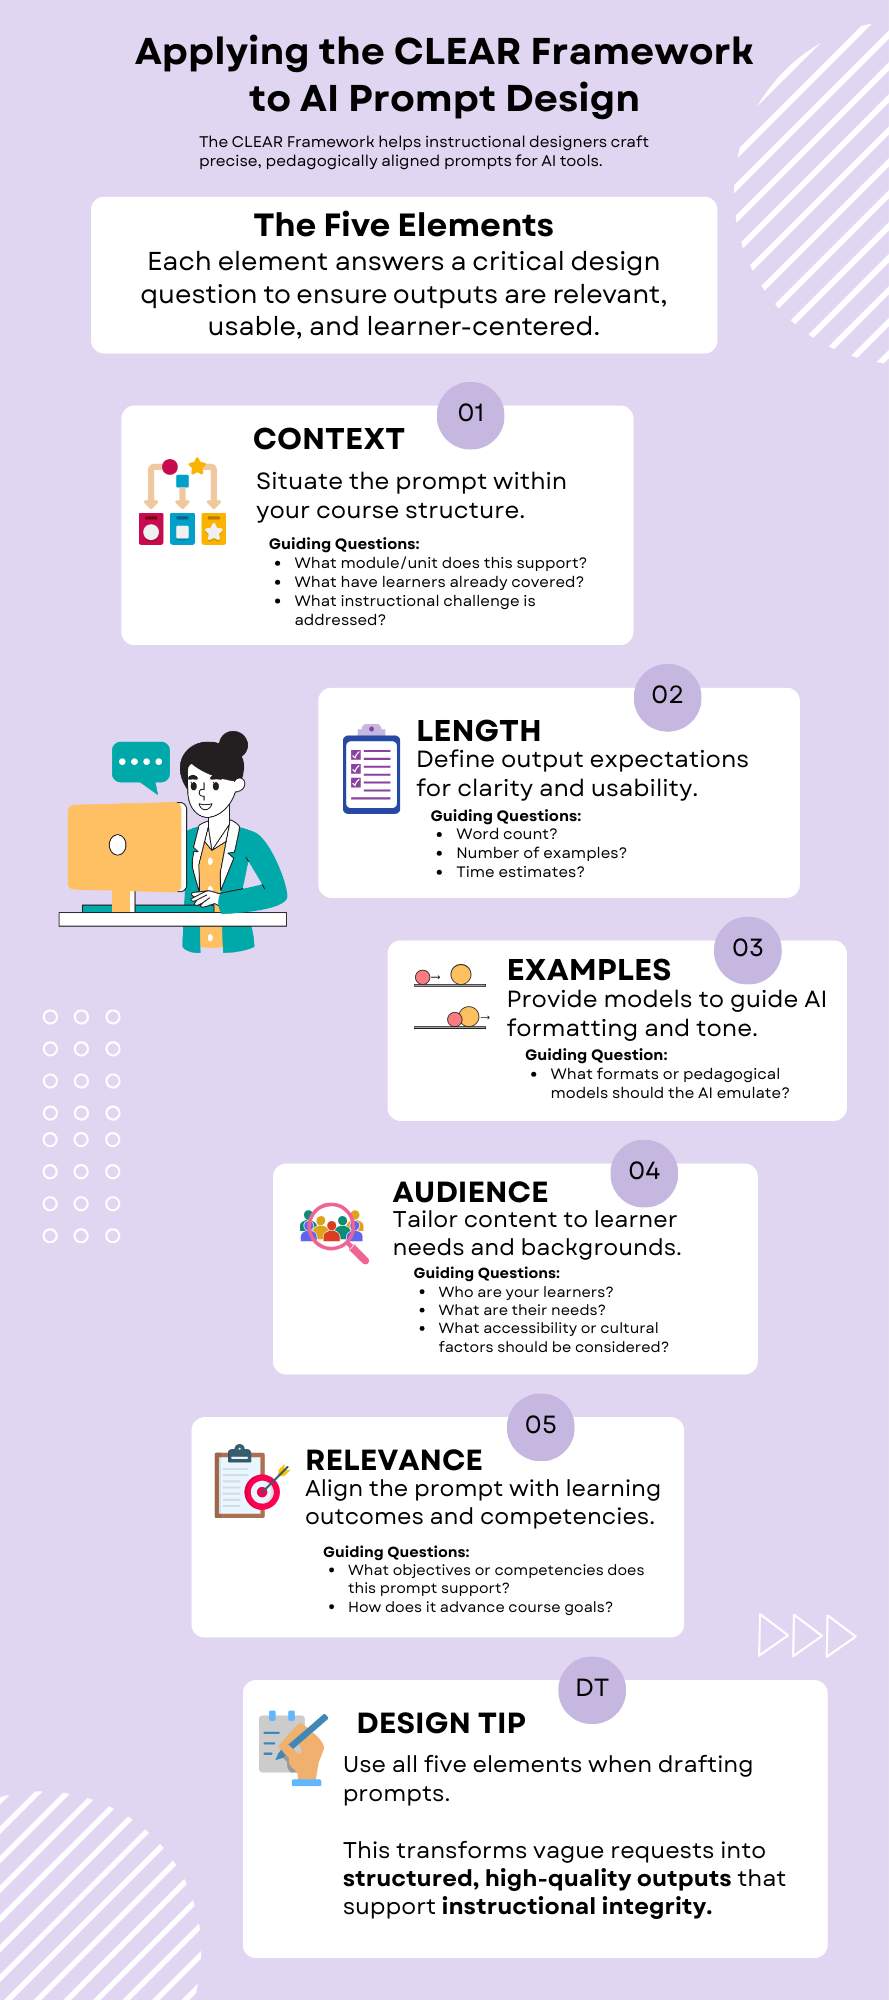 Applying the CLEAR Framework
to AI Prompt Design
The CLEAR Framework helps instructional designers craft
precise, pedagogically aligned prompts for AI tools.
The Five Elements
Each element answers a critical design
question to ensure outputs are relevant,
usable, and learner-centered.
01
CONTEXT
Situate the prompt within
your course structure.
Guiding Questions:
• What module/unit does this support?
• What have learners already covered?
• What instructional challenge is
addressed?
02
LENGTH
Define output expectations
for clarity and usability.
Guiding Questions:
• Word count?
• Number of examples?
• Time estimates?
03
EXAMPLES
Provide models to guide AI
formatting and tone.
Guiding Question:
• What formats or pedagogical
models should the AI emulate?
04
AUDIENCE
Tailor content to learner
needs and backgrounds.
Guiding Questions:
• Who are your learners?
• What are their needs?
• What accessibility or cultural
factors should be considered?
05
RELEVANCE
Align the prompt with learning
outcomes and competencies.
Guiding Questions:
• What objectives or competencies does
this prompt support?
• How does it advance course goals?
DT
DESIGN TIP
Use all five elements when drafting
prompts.
This transforms vague requests into
structured, high-quality outputs that
support instructional integrity.